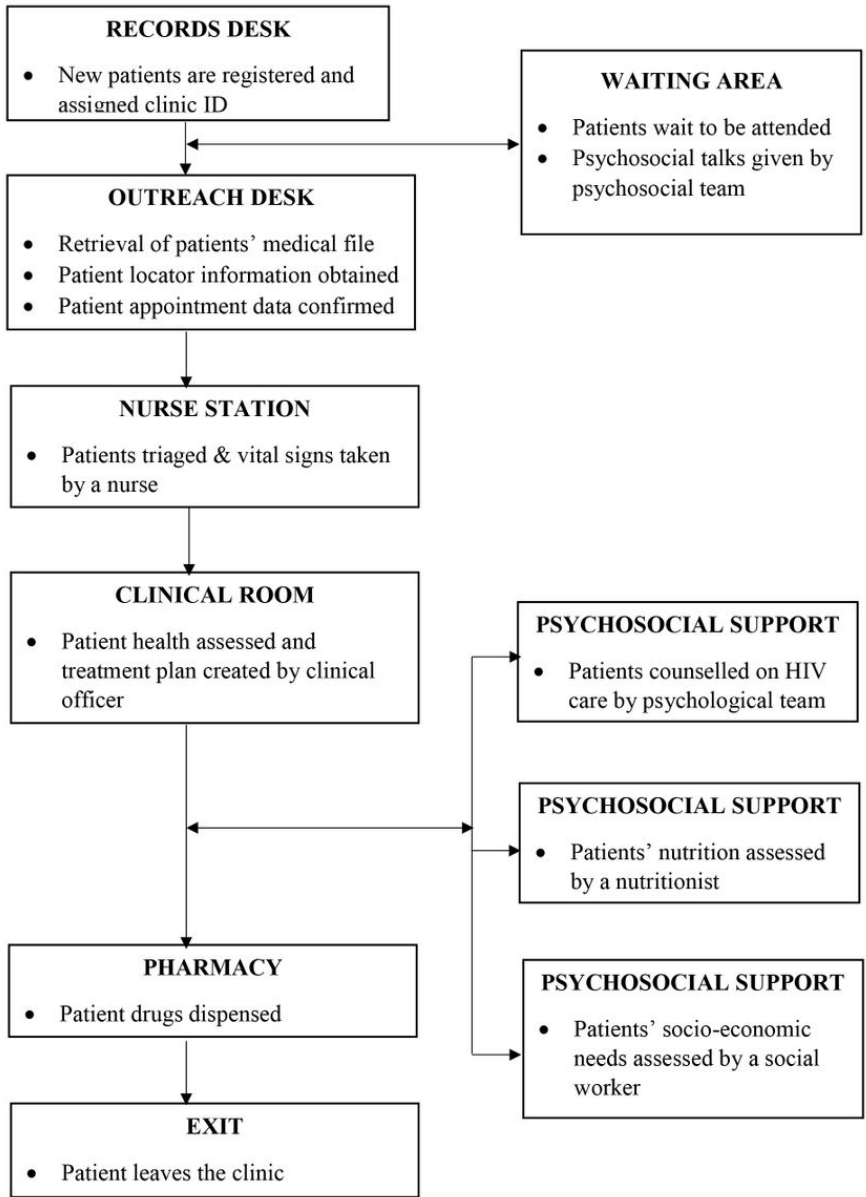 RECORDS DESK
• New patients are registered and
assigned clinic ID
WAITING AREA
• Patients wait to be attended
• Psychosocial talks given by
psychosocial team
OUTREACH DESK
• Retrieval of patients’ medical file
• Patient locator information obtained
• Patient appointment data confirmed
NURSE STATION
• Patients triaged & vital signs taken
by a nurse
CLINICAL ROOM
• Patient health assessed and
treatment plan created by clinical
officer
PSYCHOSOCIAL SUPPORT
• Patients counselled on HIV
care by psychological team
PSYCHOSOCIAL SUPPORT
• Patients’ nutrition assessed
by a nutritionist
PHARMACY
• Patient drugs dispensed
PSYCHOSOCIAL SUPPORT
• Patients’ socio-economic
needs assessed by a social
worker
EXIT
• Patient leaves the clinic